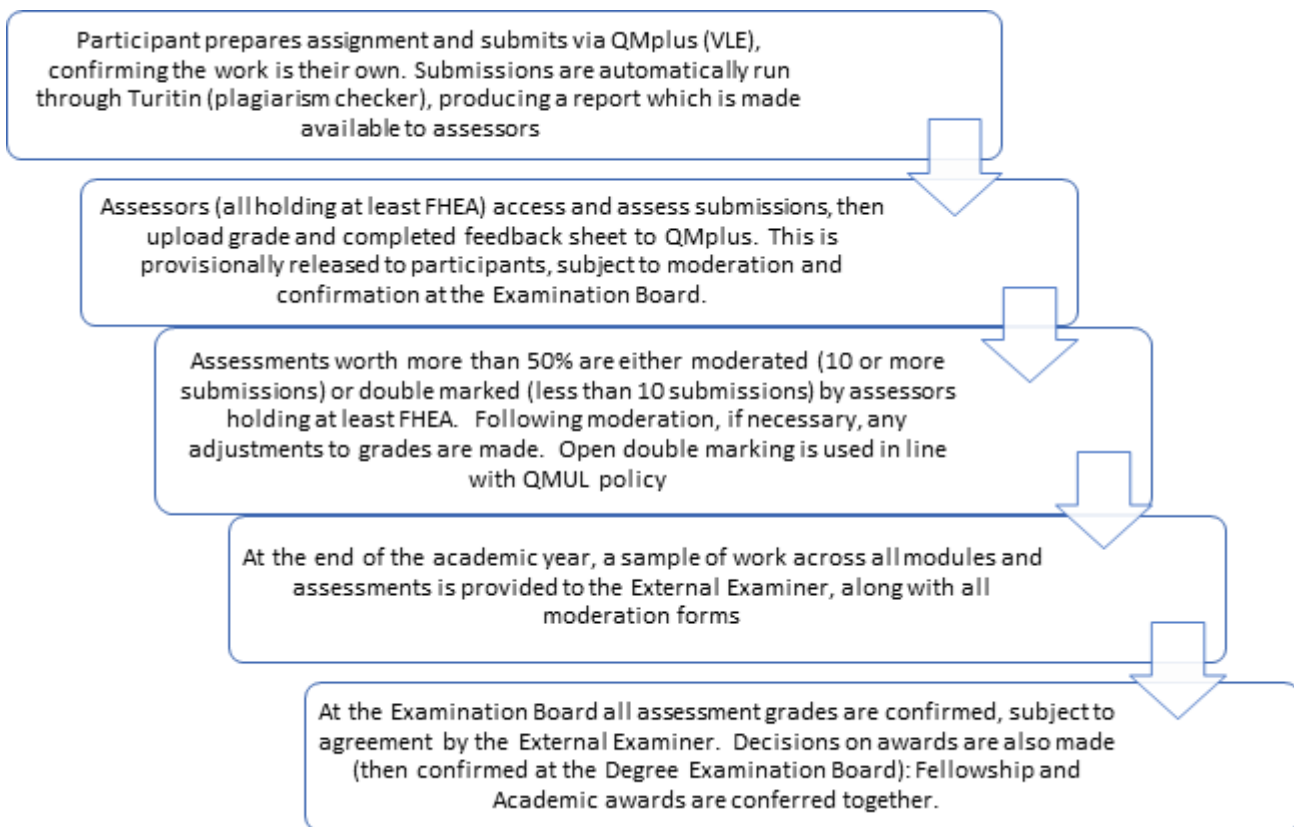 Participant prepares assignment and submits via QMplus (VLE),
confirming the work is their own. Submissions are automatically run
through Turitin (plagiarism checker), producing a report which is made
available to assessors
Assessors (all holding at least FHEA) access and assess submissions, then
upload grade and completed feedback sheet to QMplus. This is
provisionally released to participants, subject to moderation and
confirmation at the Examination Board.
Assessments worth more than 50% are either moderated (10 or more
submissions) or double marked (less than 10 submissions) by assessors
holding at least FHEA. Following moderation, if necessary, any
adjustments to grades are made. Open double marking is used in line
with QMUL policy
At the end of the academic year, a sample of work across all modules and
assessments is provided to the External Examiner, along with all
moderation forms
At the Examination Board all assessment grades are confirmed, subject to
agreement by the External Examiner. Decisions on awards are also made
(then confirmed at the Degree Examination Board): Fellowship and
Academic awards are conferred together.